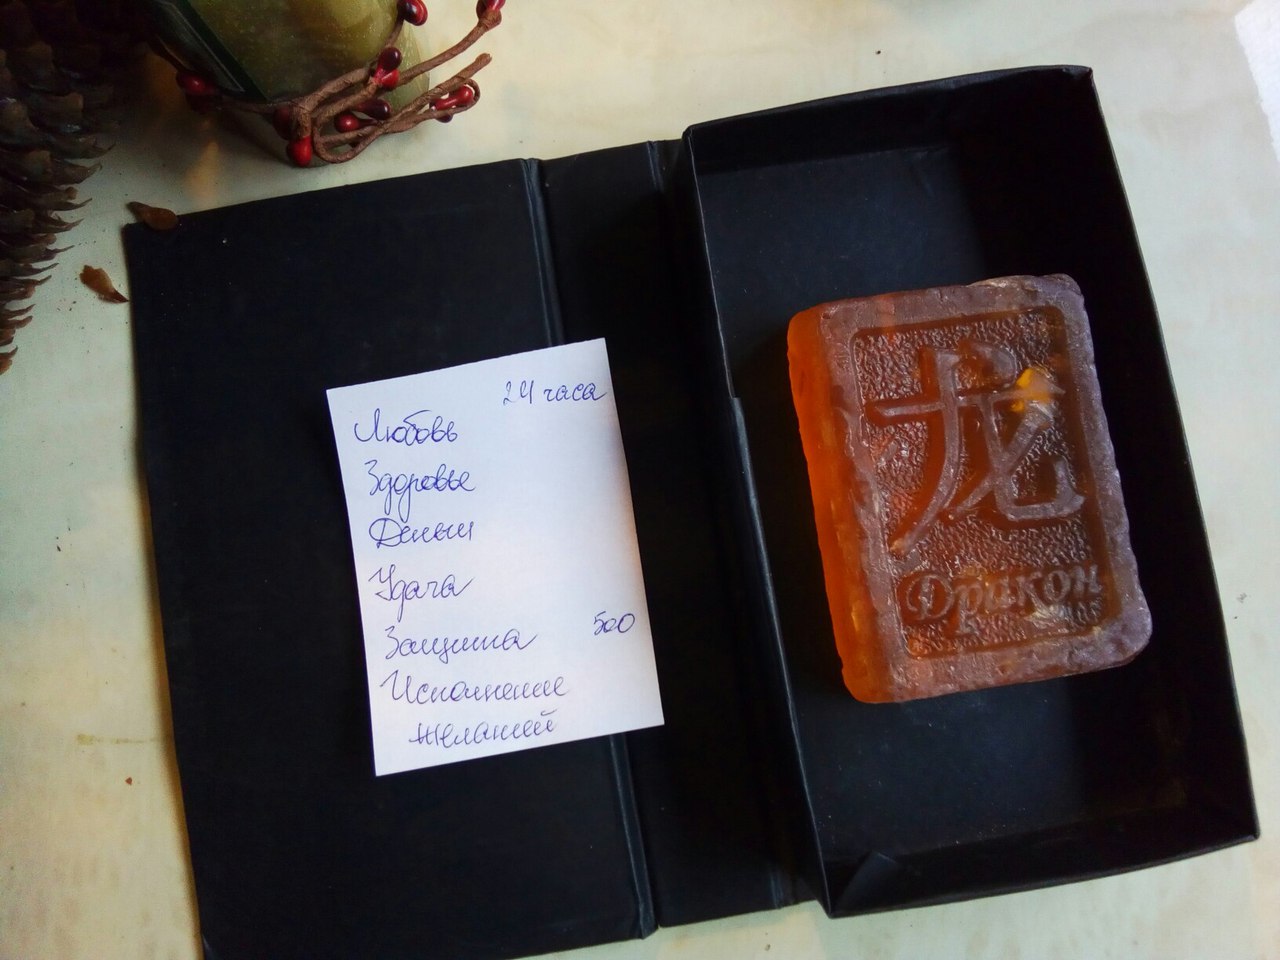 24 часа
Любовь
Здоровье
Деньги
Удача
Защита 500
Исполнение
желаний
龙
Дракон